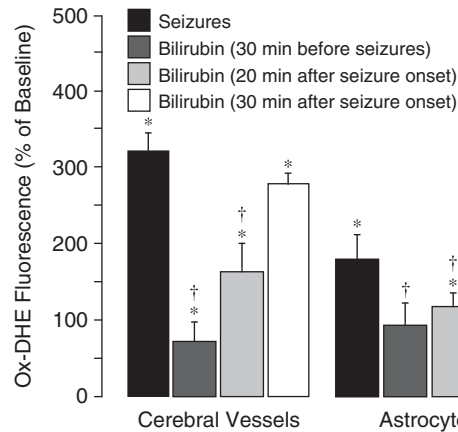 Ox-DHE Fluorescence (% of Baseline)
500
400
300
200
100
0
Seizures
Bilirubin (30 min before seizures)
Bilirubin (20 min after seizure onset)
Bilirubin (30 min after seizure onset)
*
†
*
†
*
*
*
†
†
*
Cerebral Vessels
Astrocyte